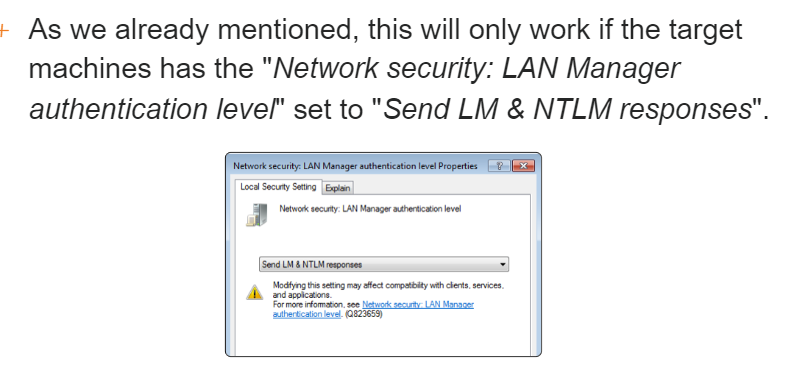 + As we already mentioned, this will only work if the target
machines has the "Network security: LAN Manager
authentication level" set to "Send LM & NTLM responses".
Network security: LAN Manager authentication level Properties
Local Security Setting Explain
Network security: LAN Manager authentication level
Send LM & NTLM responses
Modifying this setting may affect compatibility with clients, services,
and applications.
For more information, see Network security: LAN Manager
authentication level. (Q823659)